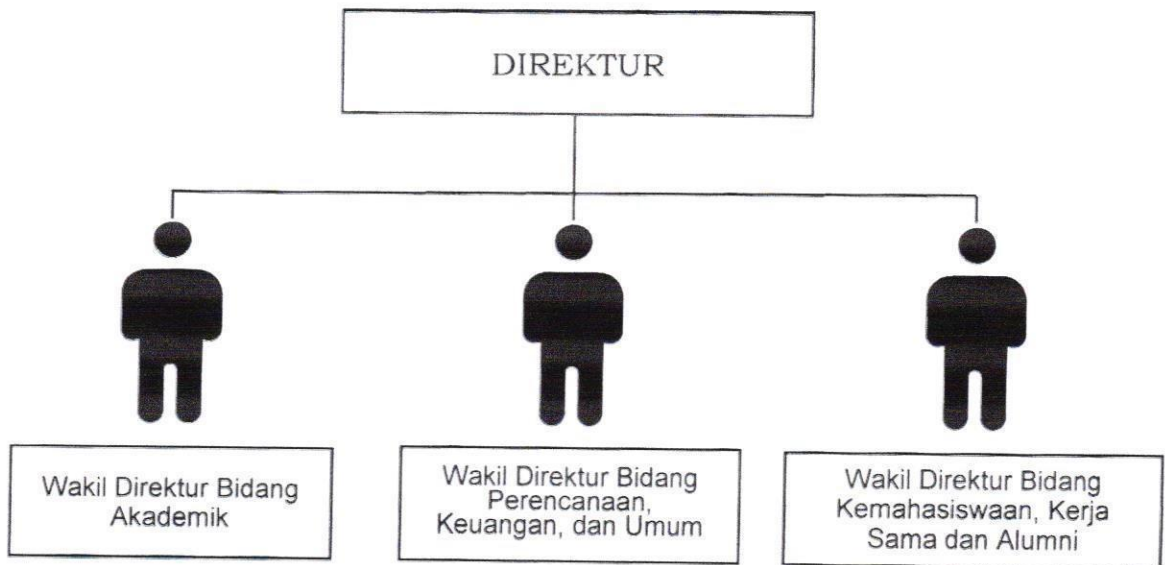 DIREKTUR
Wakil Direktur Bidang
Akademik
Wakil Direktur Bidang
Perencanaan,
Keuangan, dan Umum
Wakil Direktur Bidang
Kemahasiswaan, Kerja
Sama dan Alumni